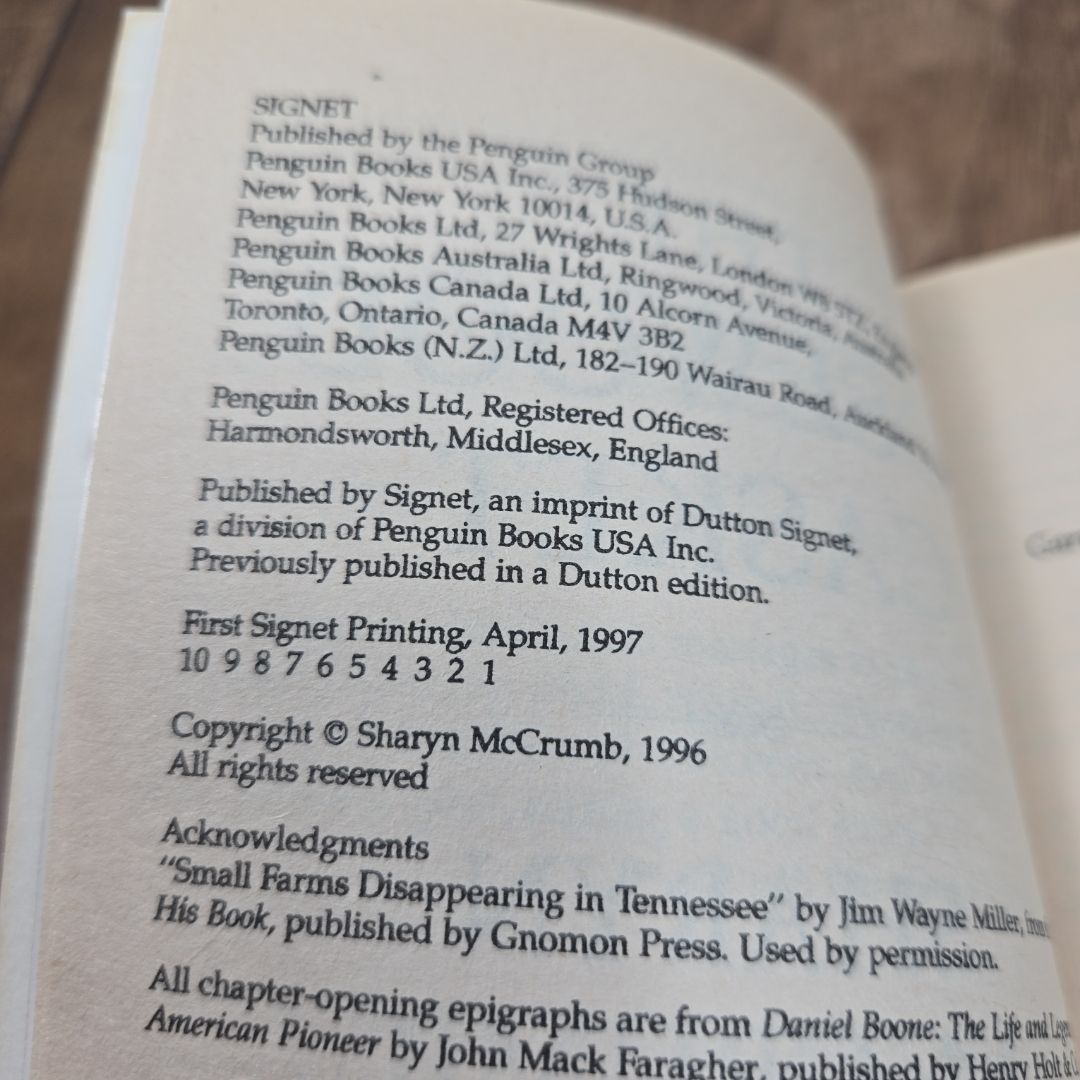 SIGNET
Published by the Penguin Group
Penguin Books USA Inc., 375 Hudson Street,
New York, New York 10014, U.S.A.
Penguin Books Ltd, 27 Wrights Lane, London W8 5TZ,
Penguin Books Australia Ltd, Ringwood, Victoria, Australia
Penguin Books Canada Ltd, 10 Alcorn Avenue,
Toronto, Ontario, Canada M4V 3B2
Penguin Books (N.Z.) Ltd, 182–190 Wairau Road, Auckland
Penguin Books Ltd, Registered Offices:
Harmondsworth, Middlesex, England
Published by Signet, an imprint of Dutton Signet,
a division of Penguin Books USA Inc.
Previously published in a Dutton edition.
First Signet Printing, April, 1997
10 9 8 7 6 5 4 3 2 1
Copyright © Sharyn McCrumb, 1996
All rights reserved
Acknowledgments
"Small Farms Disappearing in Tennessee" by Jim Wayne Miller, from
His Book, published by Gnomon Press. Used by permission.
All chapter-opening epigraphs are from Daniel Boone: The Life and
American Pioneer by John Mack Faragher, published by Henry Holt &